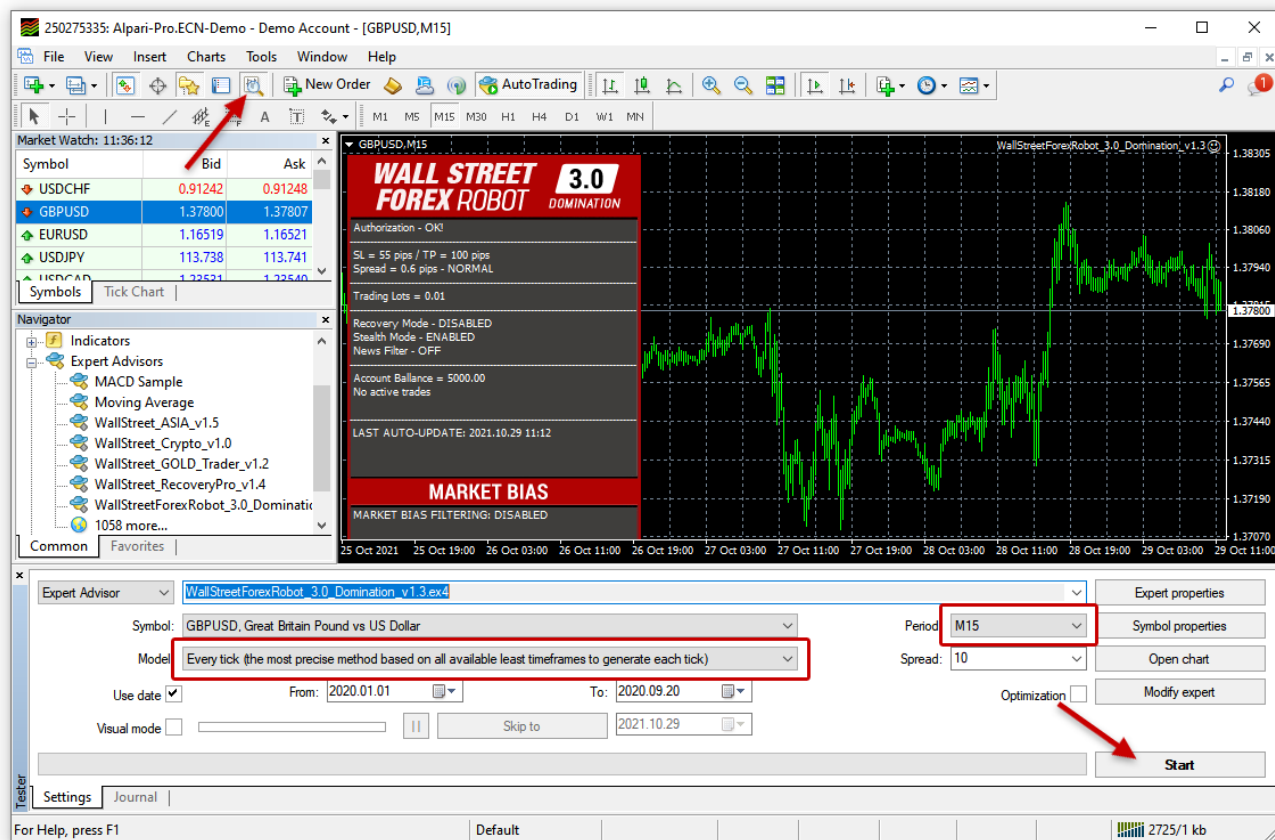 250275335: Alpari-Pro.ECN-Demo - Demo Account - [GBPUSD,M15]
File View Insert Charts Tools Window Help
New Order AutoTrading 1
E F A T M1 M5 M15 M30 H1 H4 D1 W1 MN
Market Watch: 11:36:12
Symbol Bid Ask
USDCHF 0.91242 0.91248
GBPUSD 1.37800 1.37807
EURUSD 1.16519 1.16521
USDJPY 113.738 113.741
USDCAD 1.23531 1.23540
Symbols Tick Chart
Navigator
Indicators
Expert Advisors
MACD Sample
Moving Average
WallStreet_ASIA_v1.5
WallStreet_Crypto_v1.0
WallStreet_GOLD_Trader_v1.2
WallStreet_RecoveryPro_v1.4
WallStreetForexRobot_3.0_Dominatic
1058 more...
Common Favorites
GBPUSD,M15
WallStreetForexRobot_3.0_Domination_v1.3
WALL STREET
FOREX ROBOT
3.0
DOMINATION
Authorization - OK!
SL = 55 pips / TP = 100 pips
Spread = 0.6 pips - NORMAL
Trading Lots = 0.01
Recovery Mode - DISABLED
Stealth Mode - ENABLED
News Filter - OFF
Account Ballance = 5000.00
No active trades
LAST AUTO-UPDATE: 2021.10.29 11:12
MARKET BIAS
MARKET BIAS FILTERING: DISABLED
1.38305
1.38180
1.38060
1.37940
1.37815
1.37800
1.37690
1.37565
1.37440
1.37315
1.37190
1.37070
25 Oct 2021 25 Oct 19:00 26 Oct 03:00 26 Oct 11:00 26 Oct 19:00 27 Oct 03:00 27 Oct 11:00 27 Oct 19:00 28 Oct 03:00 28 Oct 11:00 28 Oct 19:00 29 Oct 03:00 29 Oct 11:00
Expert Advisor WallStreetForexRobot_3.0_Domination_v1.3.ex4 Expert properties
Symbol: GBPUSD, Great Britain Pound vs US Dollar Period M15 Symbol properties
Model Every tick (the most precise method based on all available least timeframes to generate each tick) Spread: 10 Open chart
Use date From: 2020.01.01 To: 2020.09.20 Optimization Modify expert
Visual mode Skip to 2021.10.29
Start
Tester
Settings Journal
For Help, press F1 Default 2725/1 kb